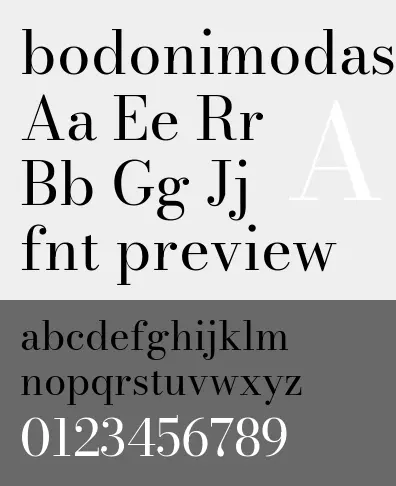 bodonimodas
Aa Ee Rr
A
Bb Gg Jj
fnt preview
abcdefghijklm
nopqrstuvwxyz
0123456789